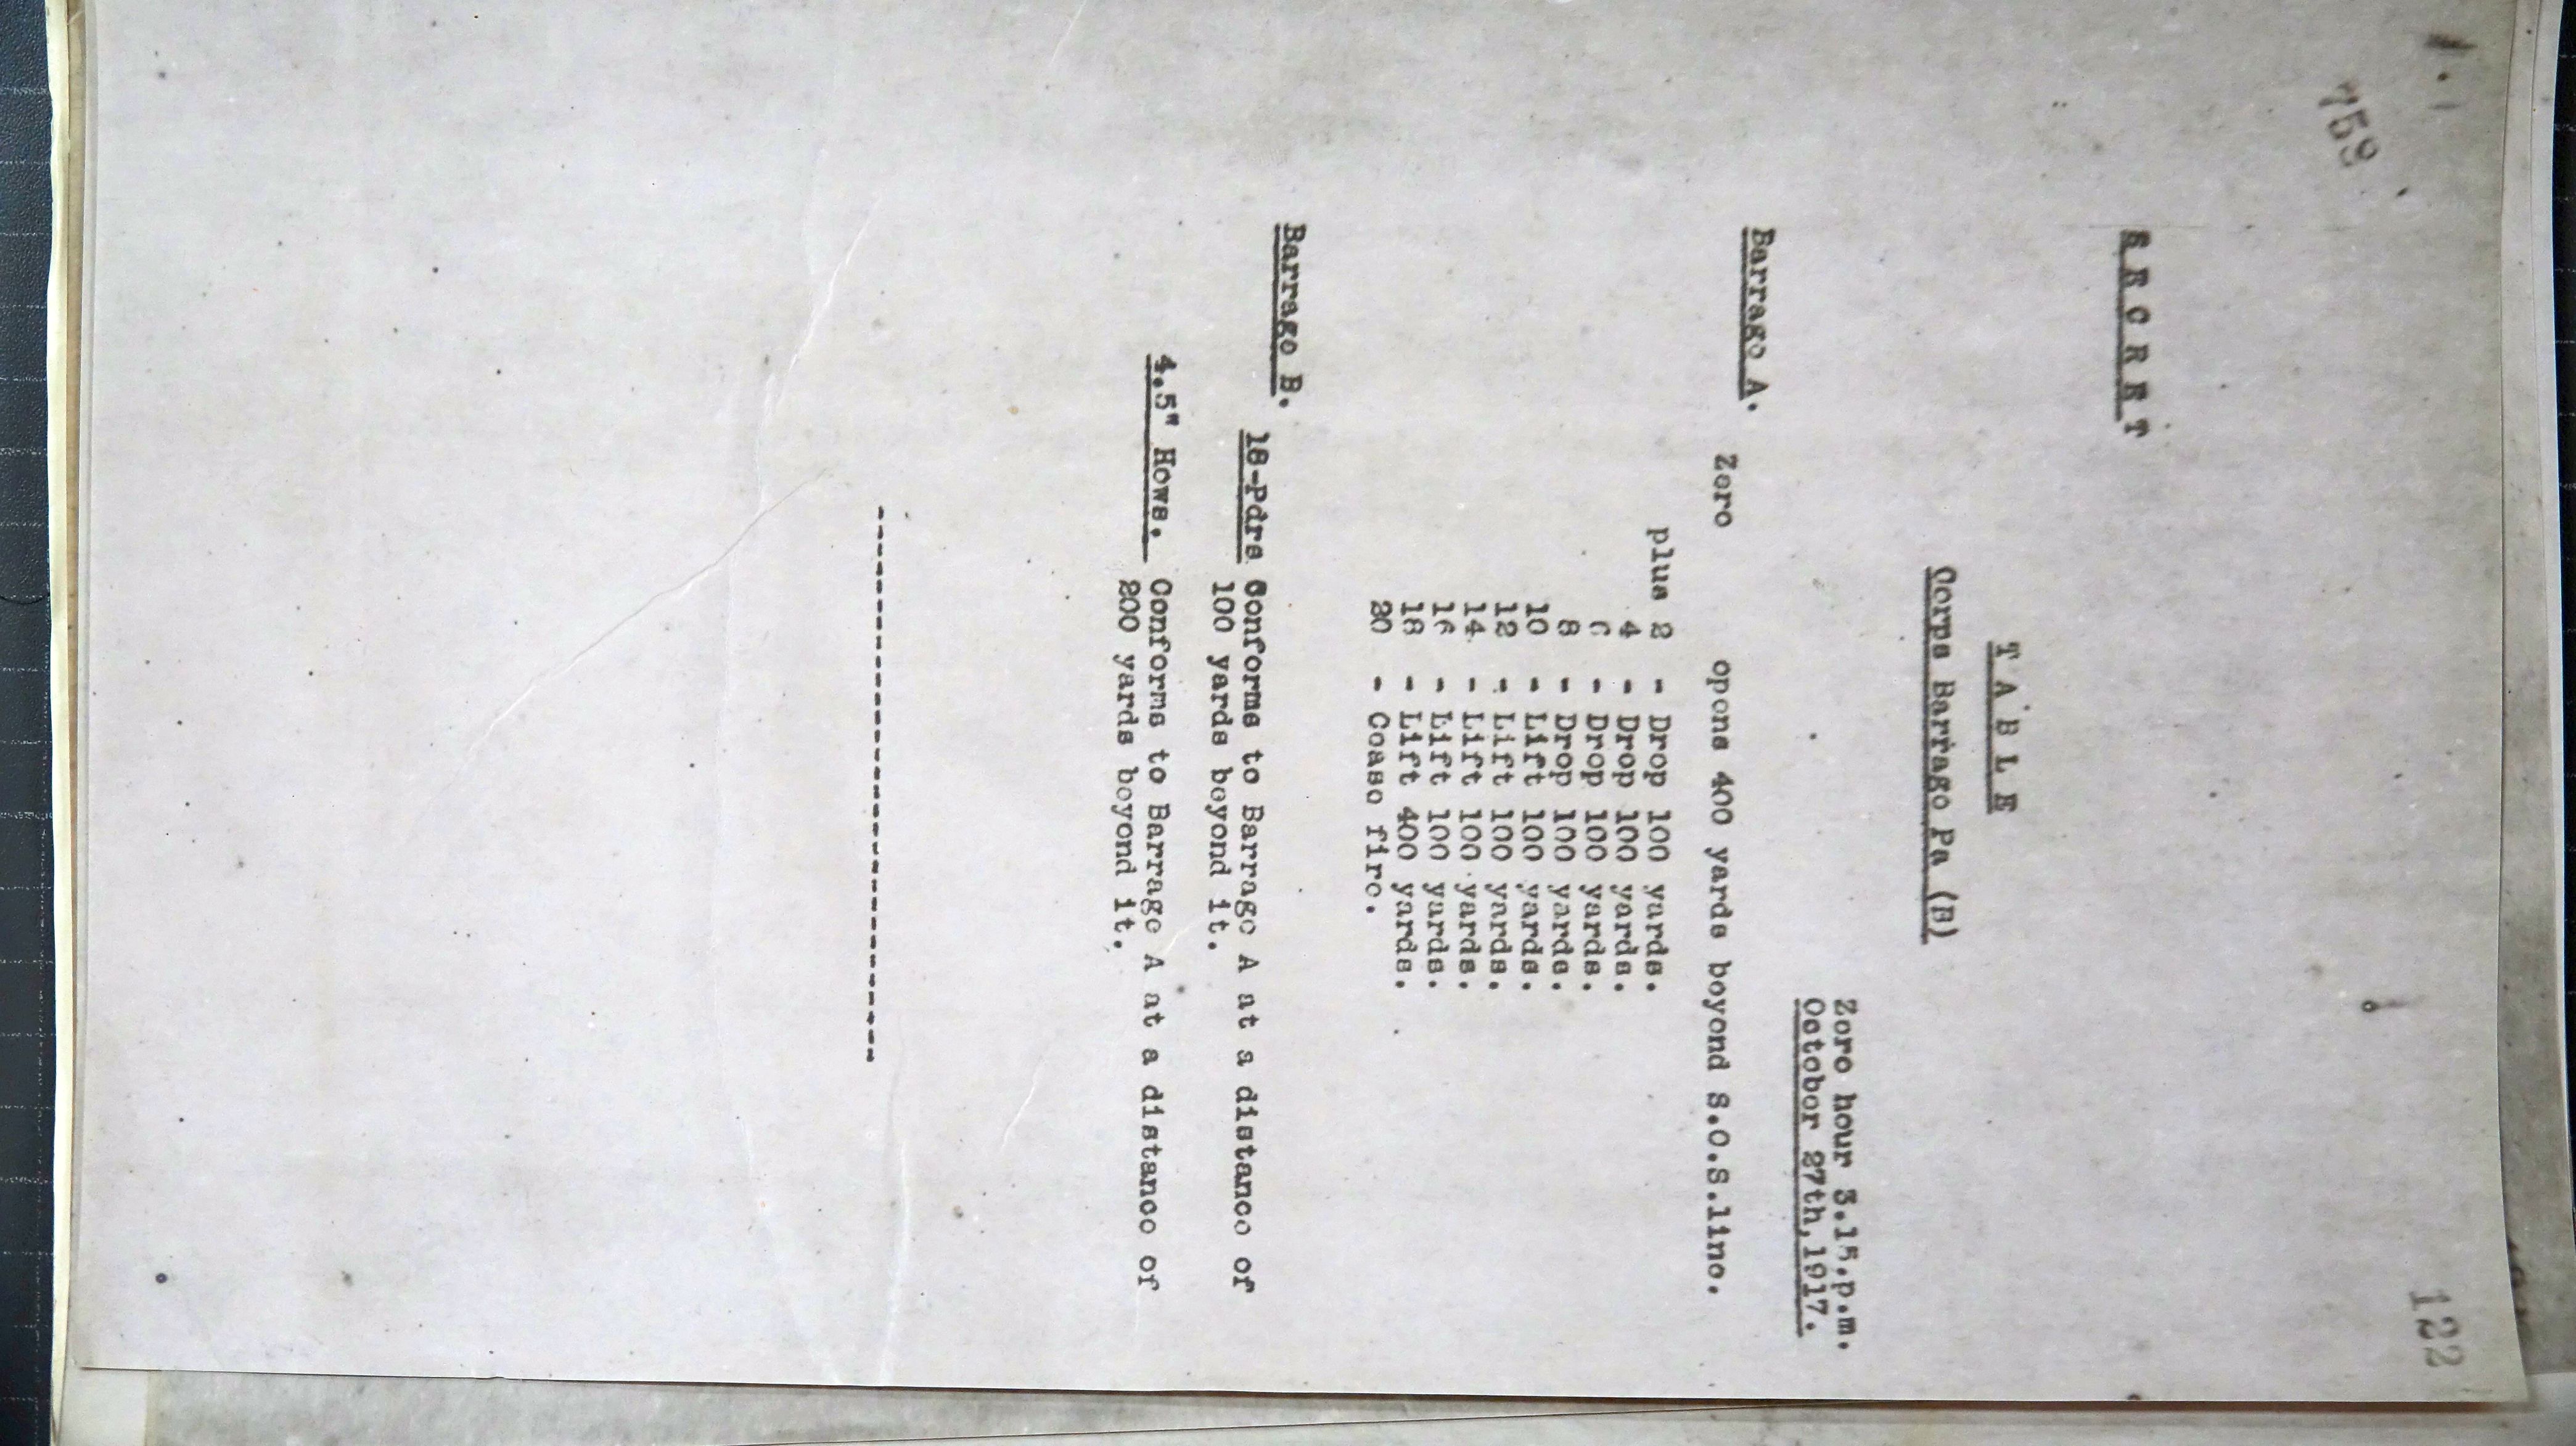 759
122
S E C R E T
T A B L E
Corps Barrage Pa (B)
Zero hour 3.15.p.m.
October 27th,1917.
Barrage A. Zero opens 400 yards beyond S.O.S.line.
plus 2 - Drop 100 yards.
4 - Drop 100 yards.
6 - Drop 100 yards.
8 - Drop 100 yards.
10 - Lift 100 yards.
12 - Lift 100 yards.
14 - Lift 100 yards.
16 - Lift 100 yards.
18 - Lift 400 yards.
20 - Cease fire.
Barrage B.
18-Pdrs Conforms to Barrage A at a distance of
100 yards beyond it.
4.5" Hows. Conforms to Barrage A at a distance of
200 yards beyond it.